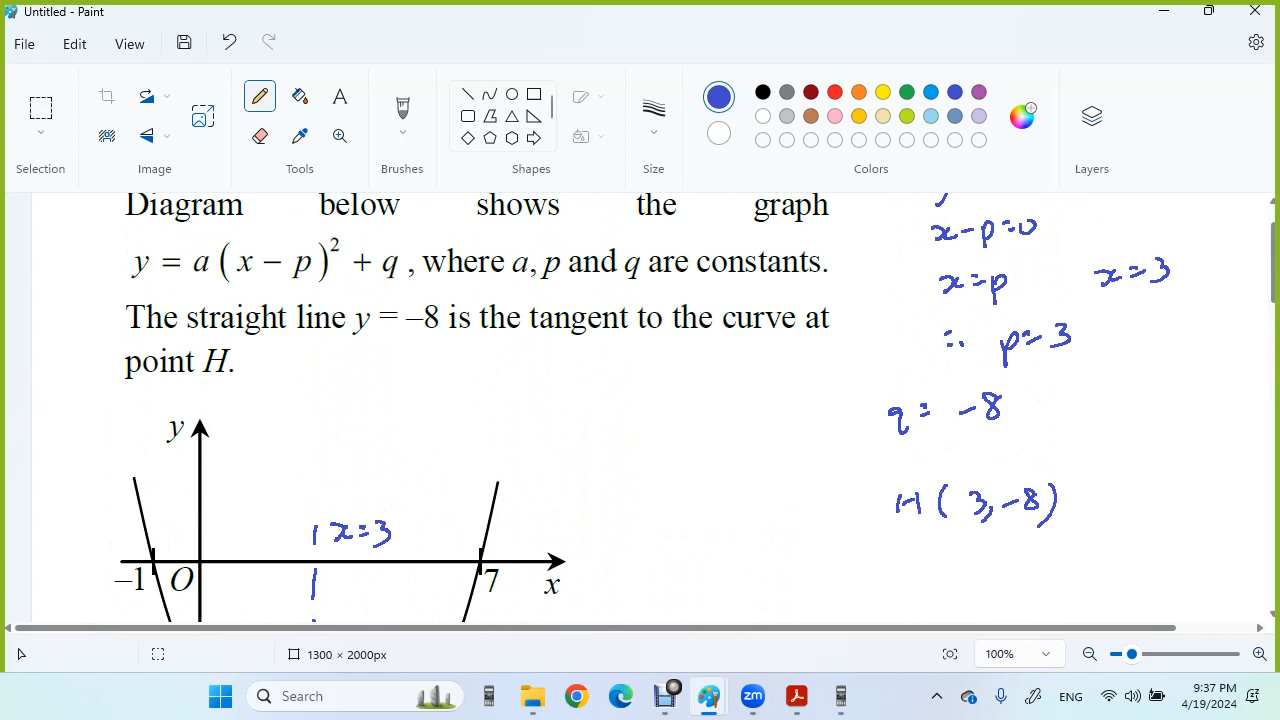 Untitled - Paint
File Edit View
Selection Image Tools Brushes Shapes Size Colors Layers
Diagram below shows the graph
y = a(x − p)² + q , where a, p and q are constants.
The straight line y = –8 is the tangent to the curve at
point H.
x-p=0
x=p x=3
∴ p=3
q= -8
H(3,-8)
y
x=3
–1 O 7 x
1300 × 2000px 100%
Search
ENG
9:37 PM
4/19/2024